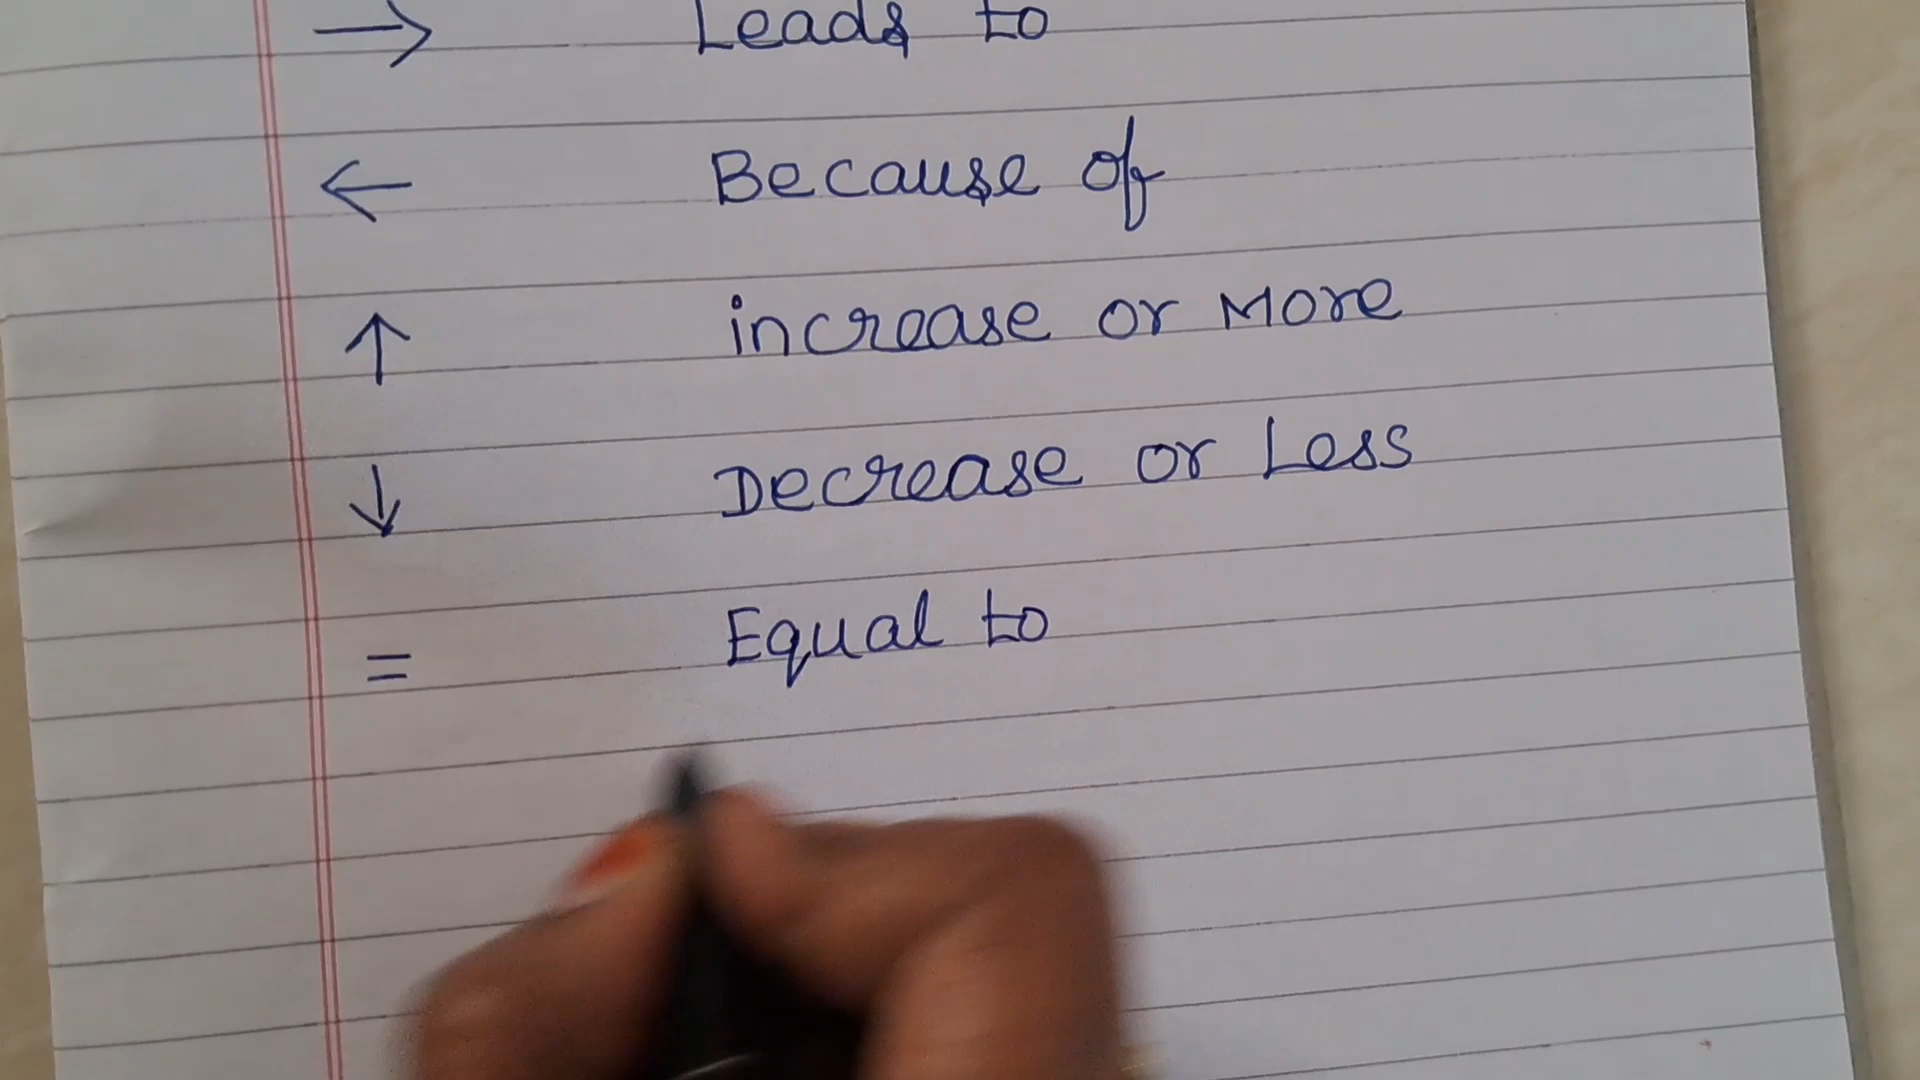 → Leads to
← Because of
↑ increase or More
↓ Decrease or Less
= Equal to